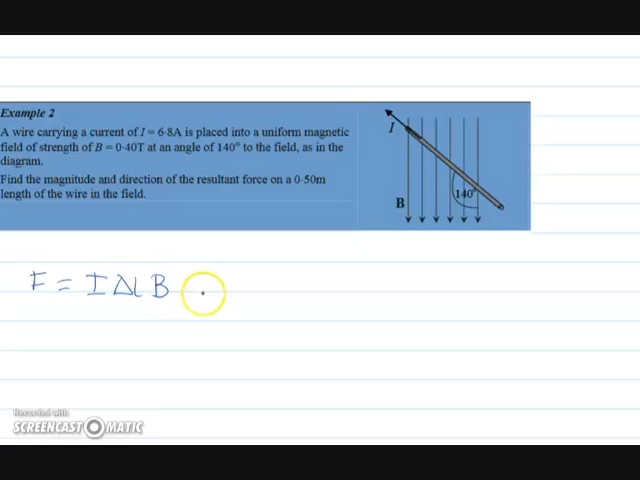 Example 2
A wire carrying a current of I = 6·8A is placed into a uniform magnetic
field of strength of B = 0·40T at an angle of 140° to the field, as in the
diagram.
Find the magnitude and direction of the resultant force on a 0·50m
length of the wire in the field.
I
B
140°
F = I Δl B
Recorded with
SCREENCAST-O-MATIC